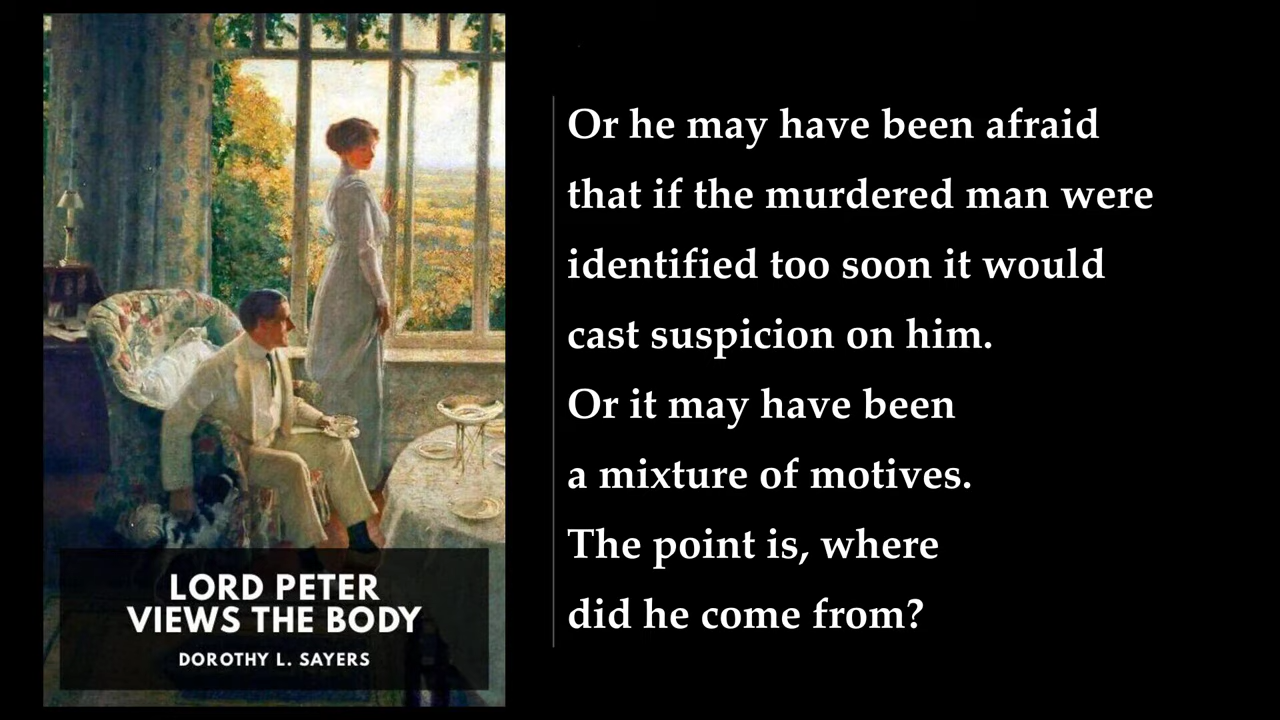 LORD PETER
VIEWS THE BODY
DOROTHY L. SAYERS
Or he may have been afraid
that if the murdered man were
identified too soon it would
cast suspicion on him.
Or it may have been
a mixture of motives.
The point is, where
did he come from?